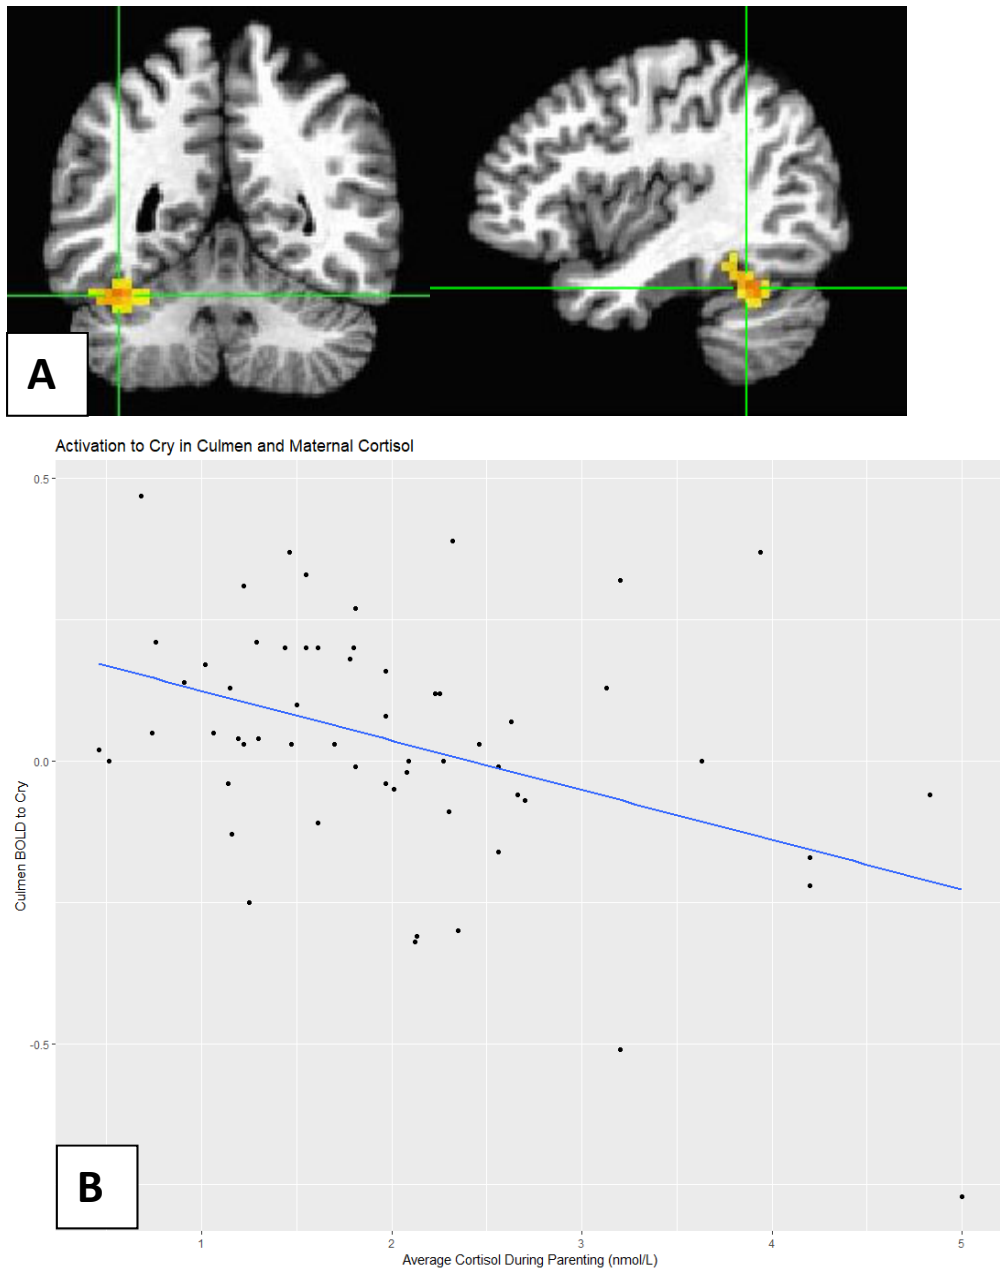 A
Activation to Cry in Culmen and Maternal Cortisol
0.5
0.0
-0.5
Culmen BOLD to Cry
B
1 2 3 4 5
Average Cortisol During Parenting (nmol/L)